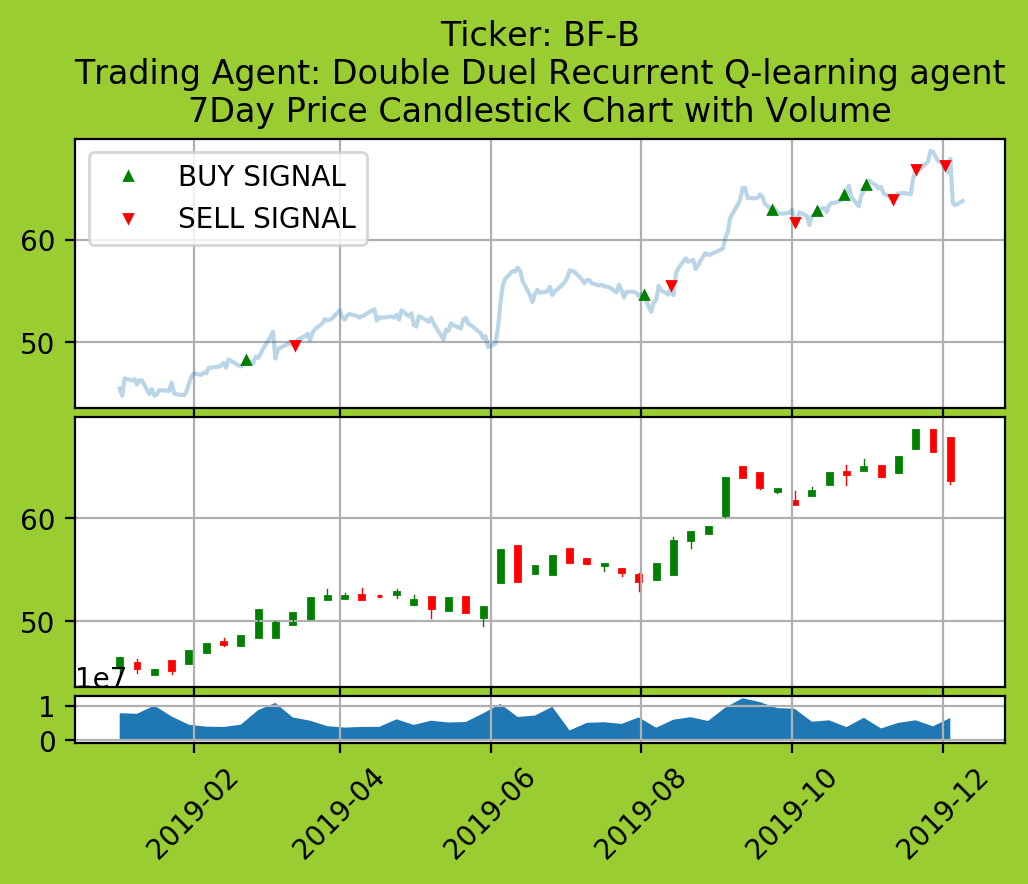 Ticker: BF-B
Trading Agent: Double Duel Recurrent Q-learning agent
7Day Price Candlestick Chart with Volume
BUY SIGNAL
SELL SIGNAL
60
50
60
50
1e7
1
0
2019-02
2019-04
2019-06
2019-08
2019-10
2019-12